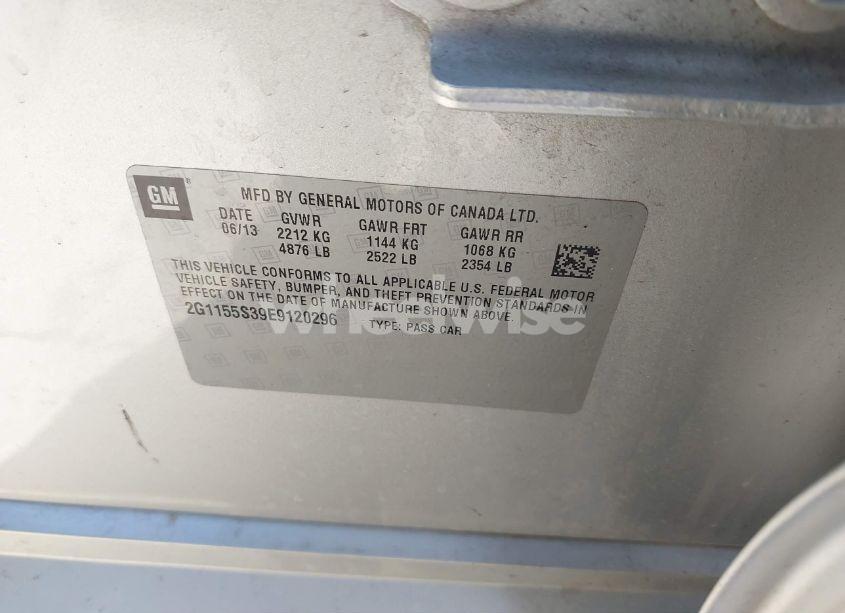 GM
MFD BY GENERAL MOTORS OF CANADA LTD.
DATE GVWR GAWR FRT GAWR RR
06/13 2212 KG 1144 KG 1068 KG
4876 LB 2522 LB 2354 LB
THIS VEHICLE CONFORMS TO ALL APPLICABLE U.S. FEDERAL MOTOR
VEHICLE SAFETY, BUMPER, AND THEFT PREVENTION STANDARDS IN
EFFECT ON THE DATE OF MANUFACTURE SHOWN ABOVE.
2G1155S39E9120296 TYPE: PASS CAR
wheelwise